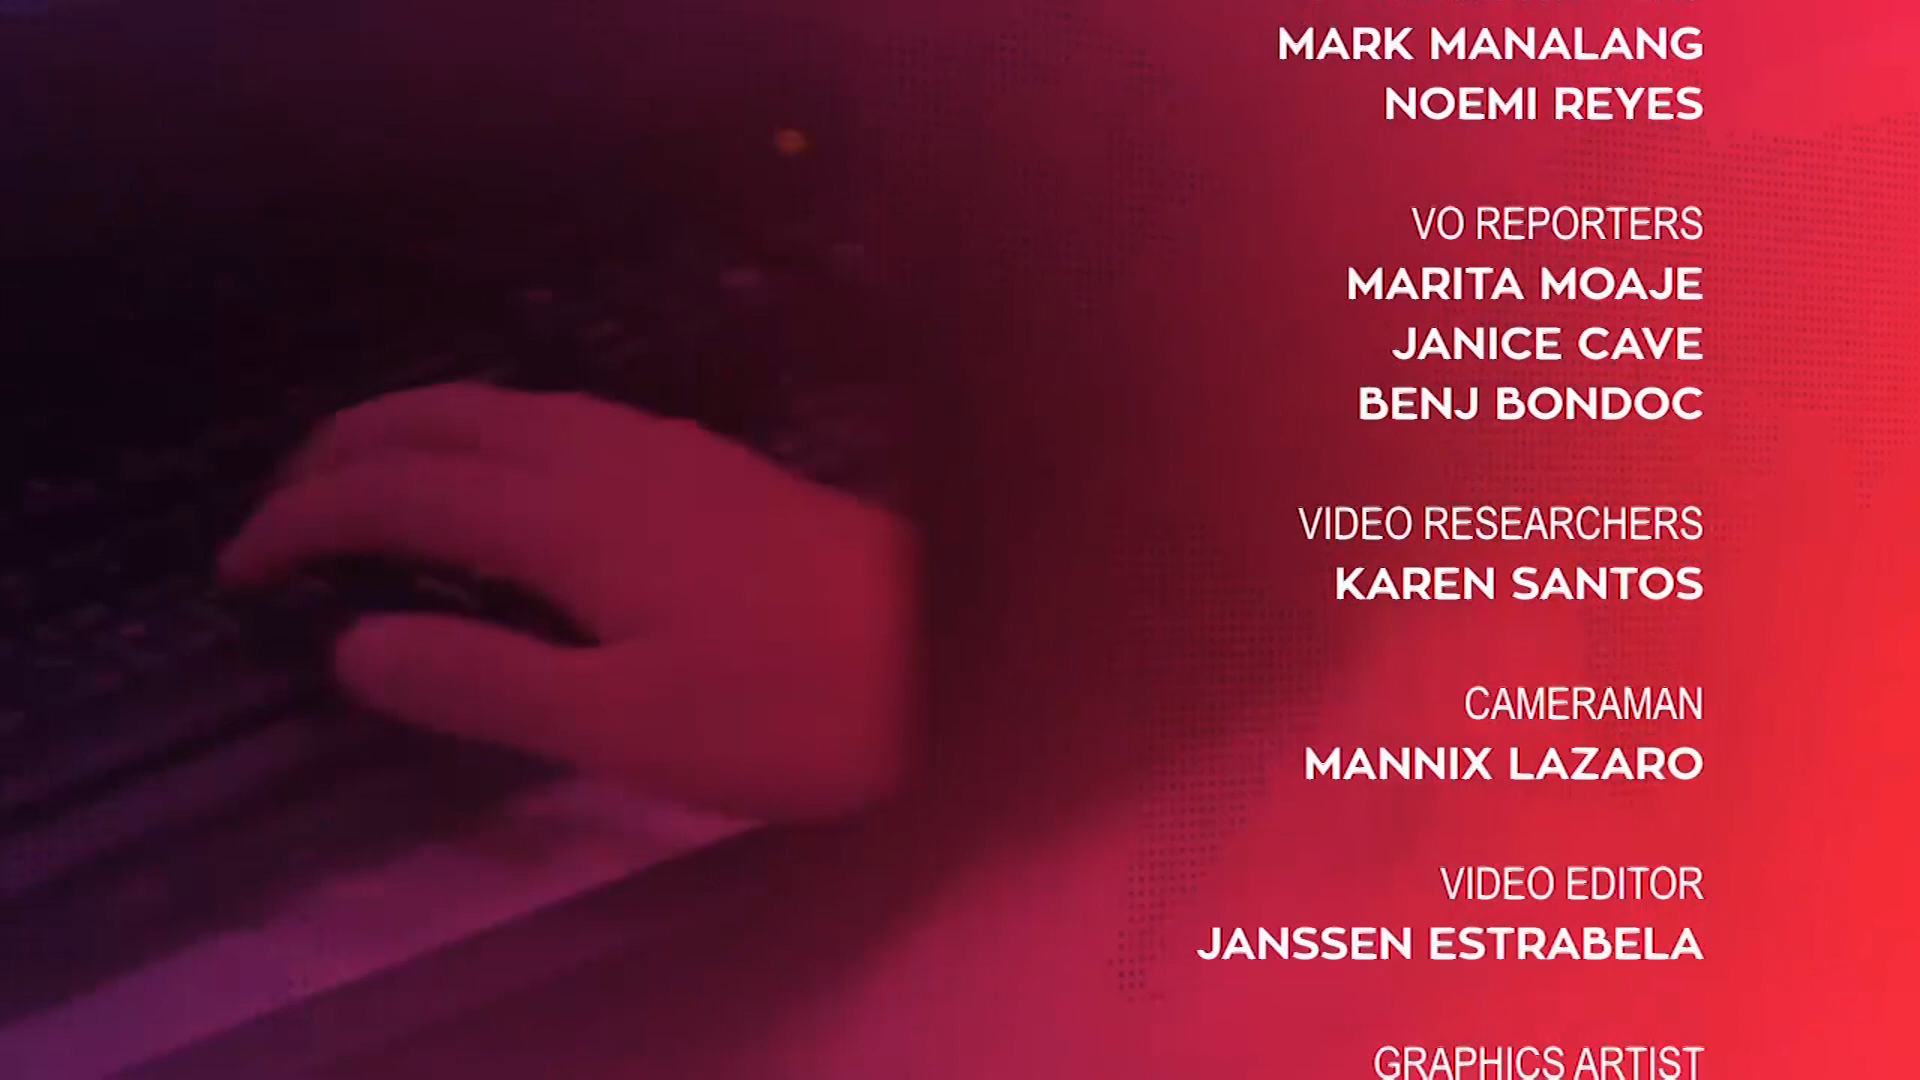 MARK MANALANG
NOEMI REYES
VO REPORTERS
MARITA MOAJE
JANICE CAVE
BENJ BONDOC
VIDEO RESEARCHERS
KAREN SANTOS
CAMERAMAN
MANNIX LAZARO
VIDEO EDITOR
JANSSEN ESTRABELA
GRAPHICS ARTIST